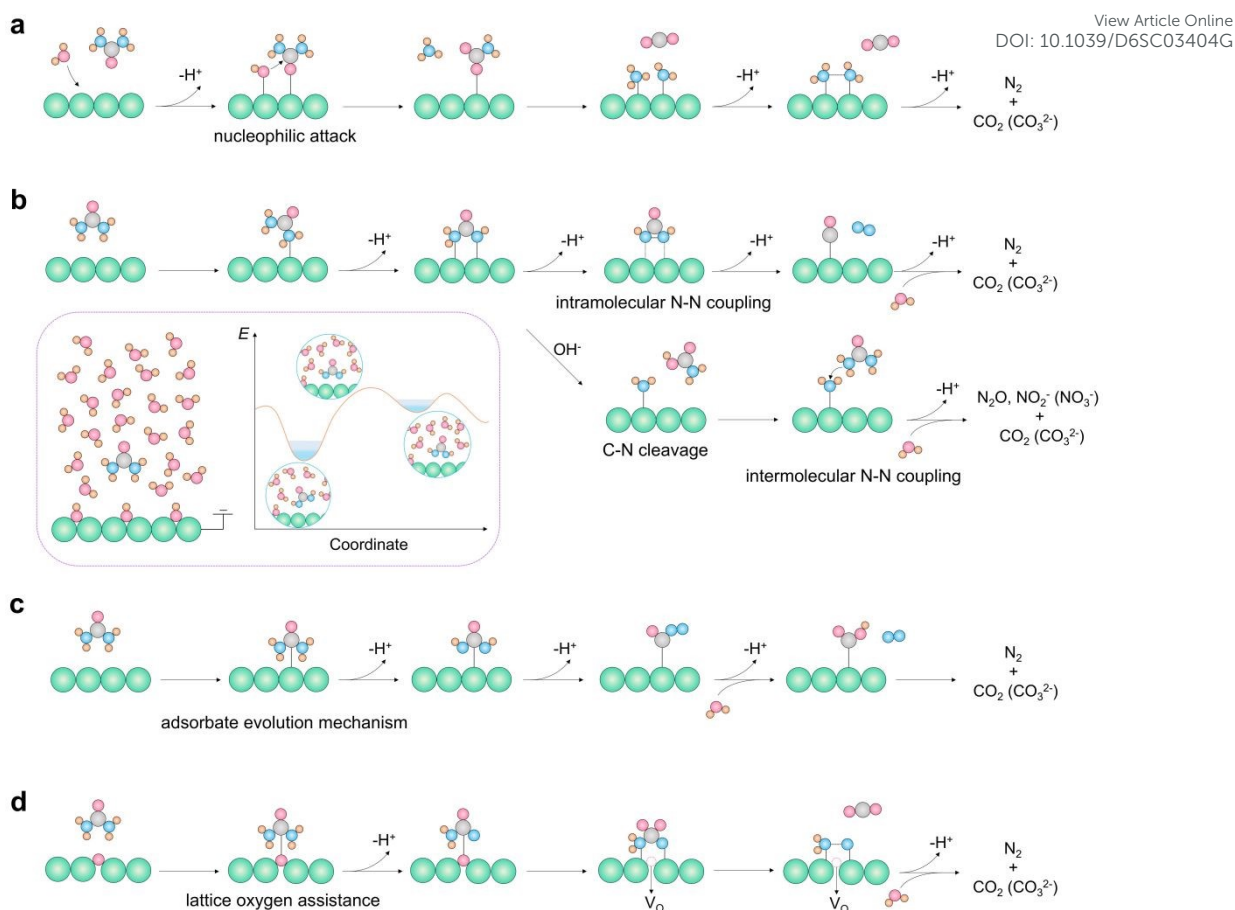 View Article Online
DOI: 10.1039/D6SC03404G
a
-H⁺
-H⁺
-H⁺
nucleophilic attack
N₂
+
CO₂ (CO₃²⁻)
b
-H⁺
-H⁺
-H⁺
-H⁺
intramolecular N-N coupling
N₂
+
CO₂ (CO₃²⁻)
E
Coordinate
OH⁻
C-N cleavage
-H⁺
intermolecular N-N coupling
N₂O, NO₂⁻ (NO₃⁻)
+
CO₂ (CO₃²⁻)
c
-H⁺
-H⁺
-H⁺
adsorbate evolution mechanism
N₂
+
CO₂ (CO₃²⁻)
d
-H⁺
-H⁺
lattice oxygen assistance
V₀
V₀
N₂
+
CO₂ (CO₃²⁻)